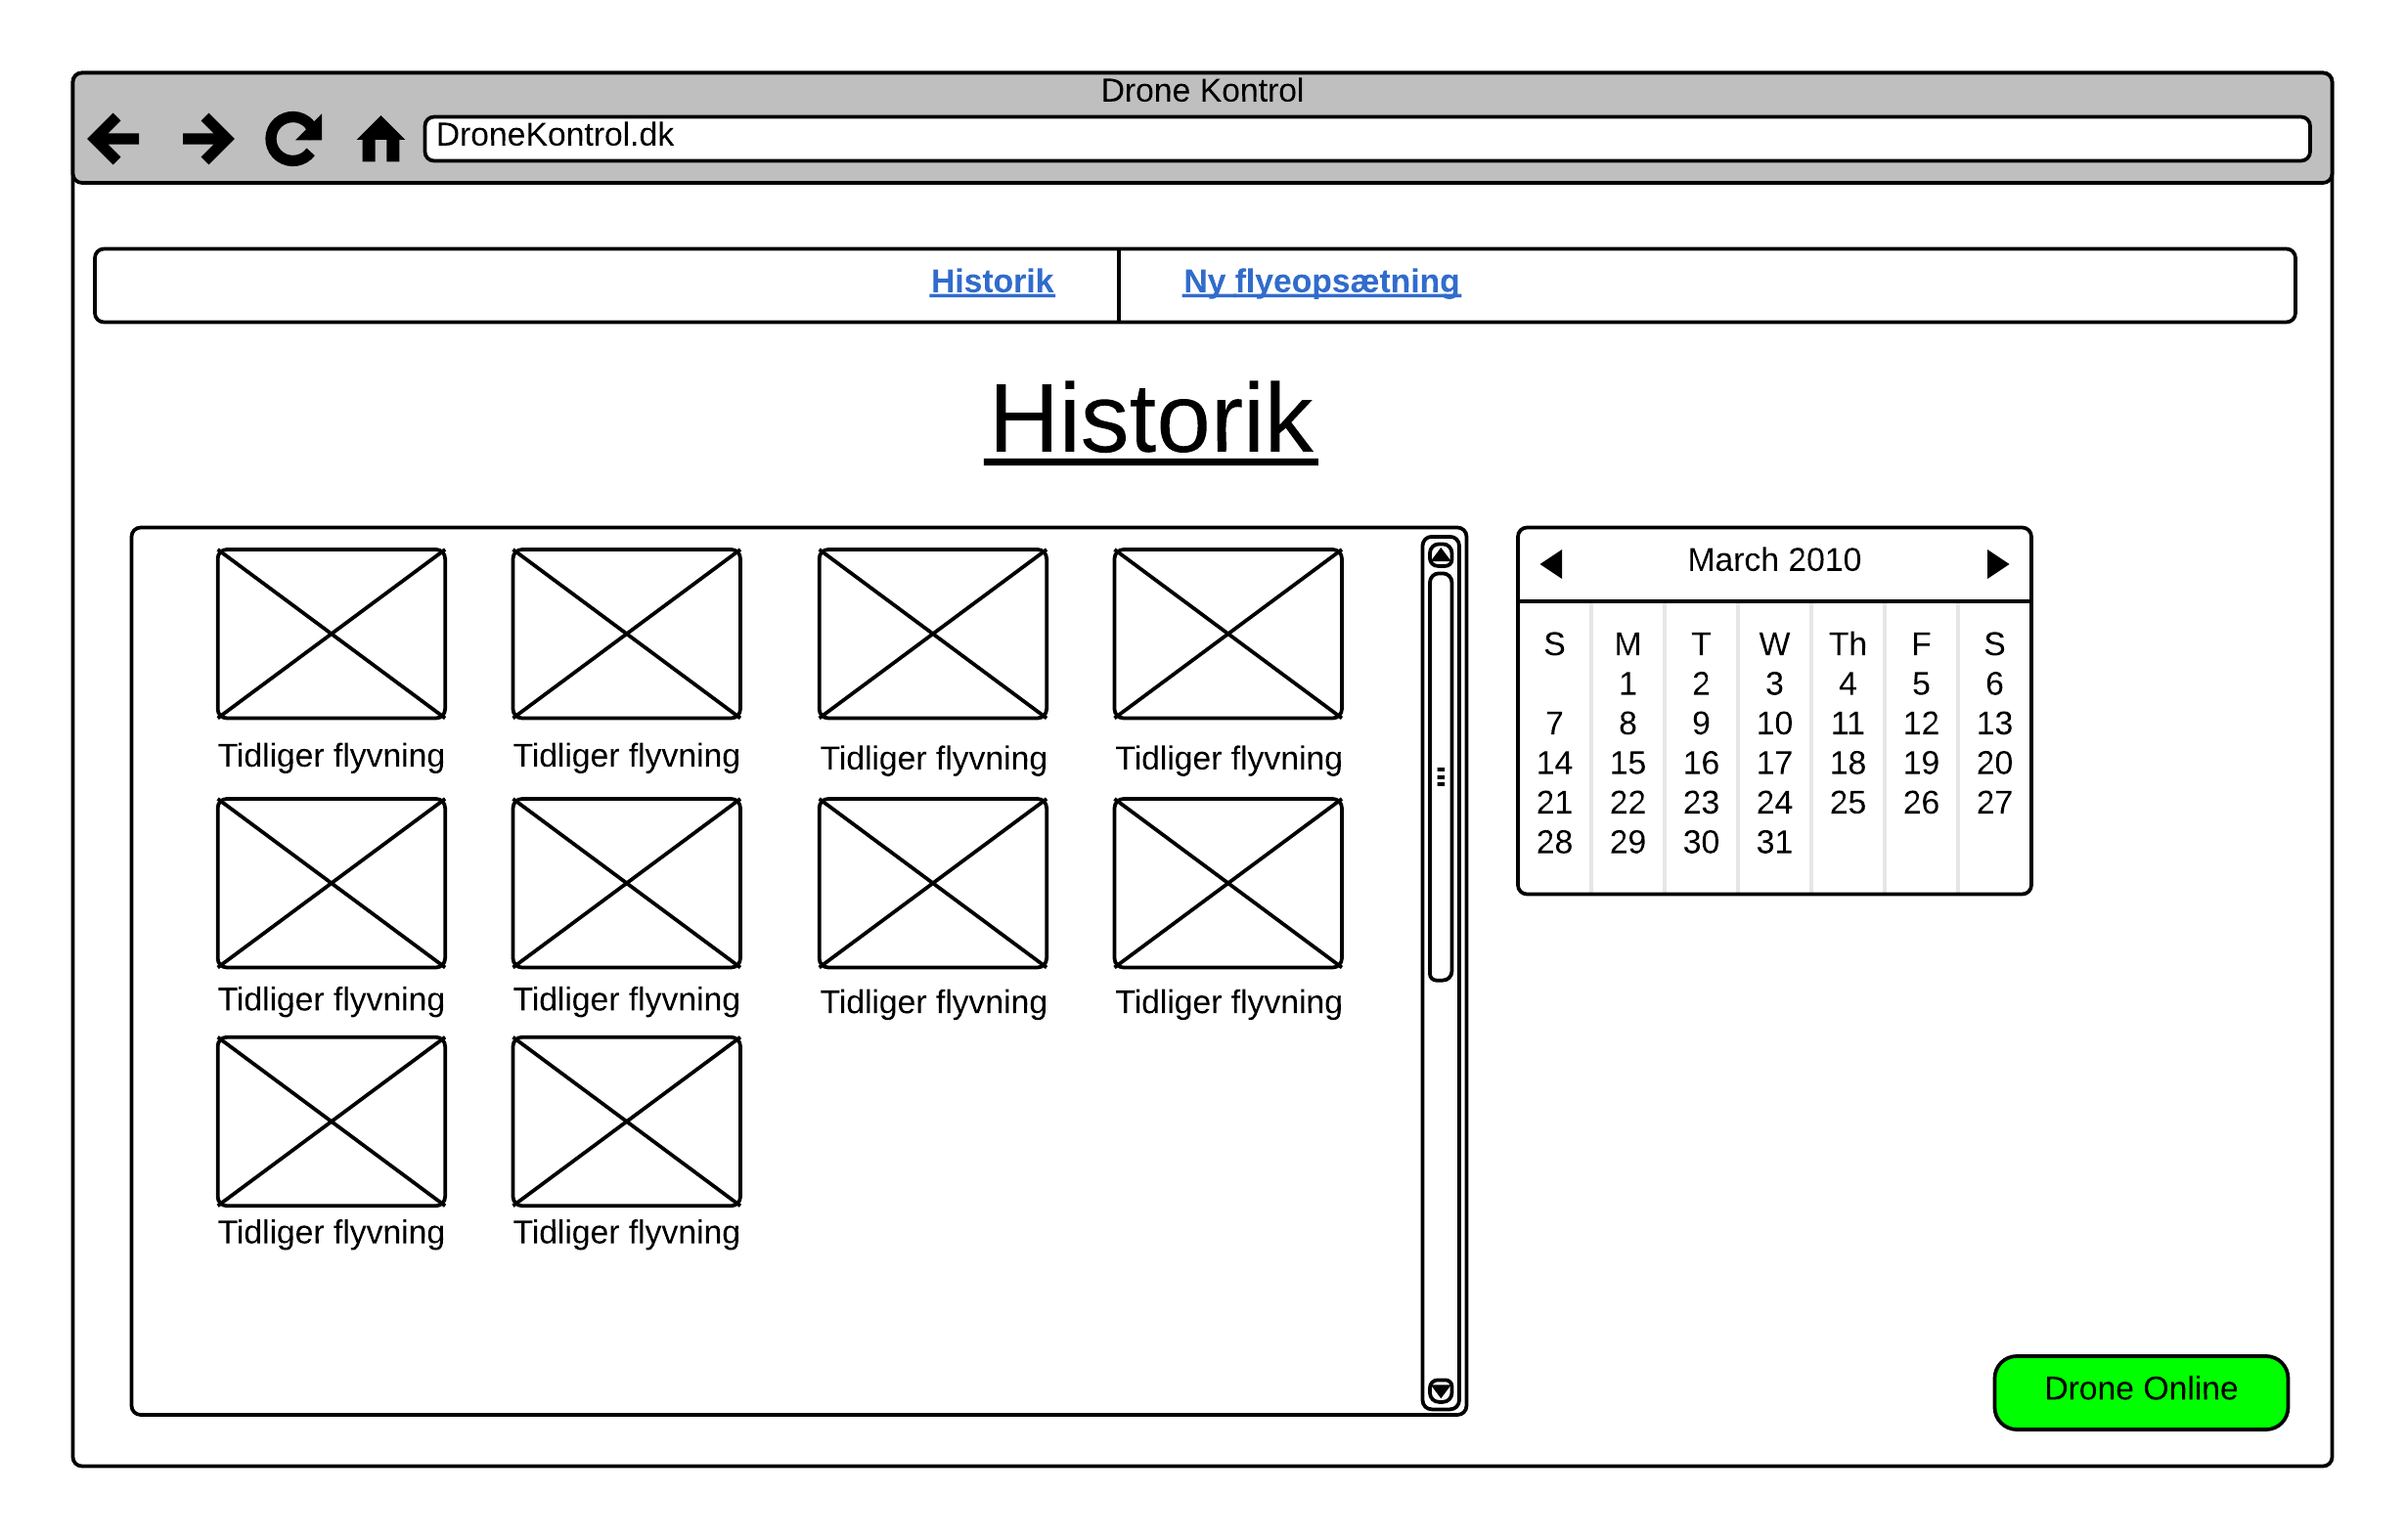 Drone Kontrol
DroneKontrol.dk
Historik
Ny flyeopsætning
Historik
Tidliger flyvning
Tidliger flyvning
Tidliger flyvning
Tidliger flyvning
Tidliger flyvning
Tidliger flyvning
Tidliger flyvning
Tidliger flyvning
Tidliger flyvning
Tidliger flyvning
March 2010
S M T W Th F S
1 2 3 4 5 6
7 8 9 10 11 12 13
14 15 16 17 18 19 20
21 22 23 24 25 26 27
28 29 30 31
Drone Online